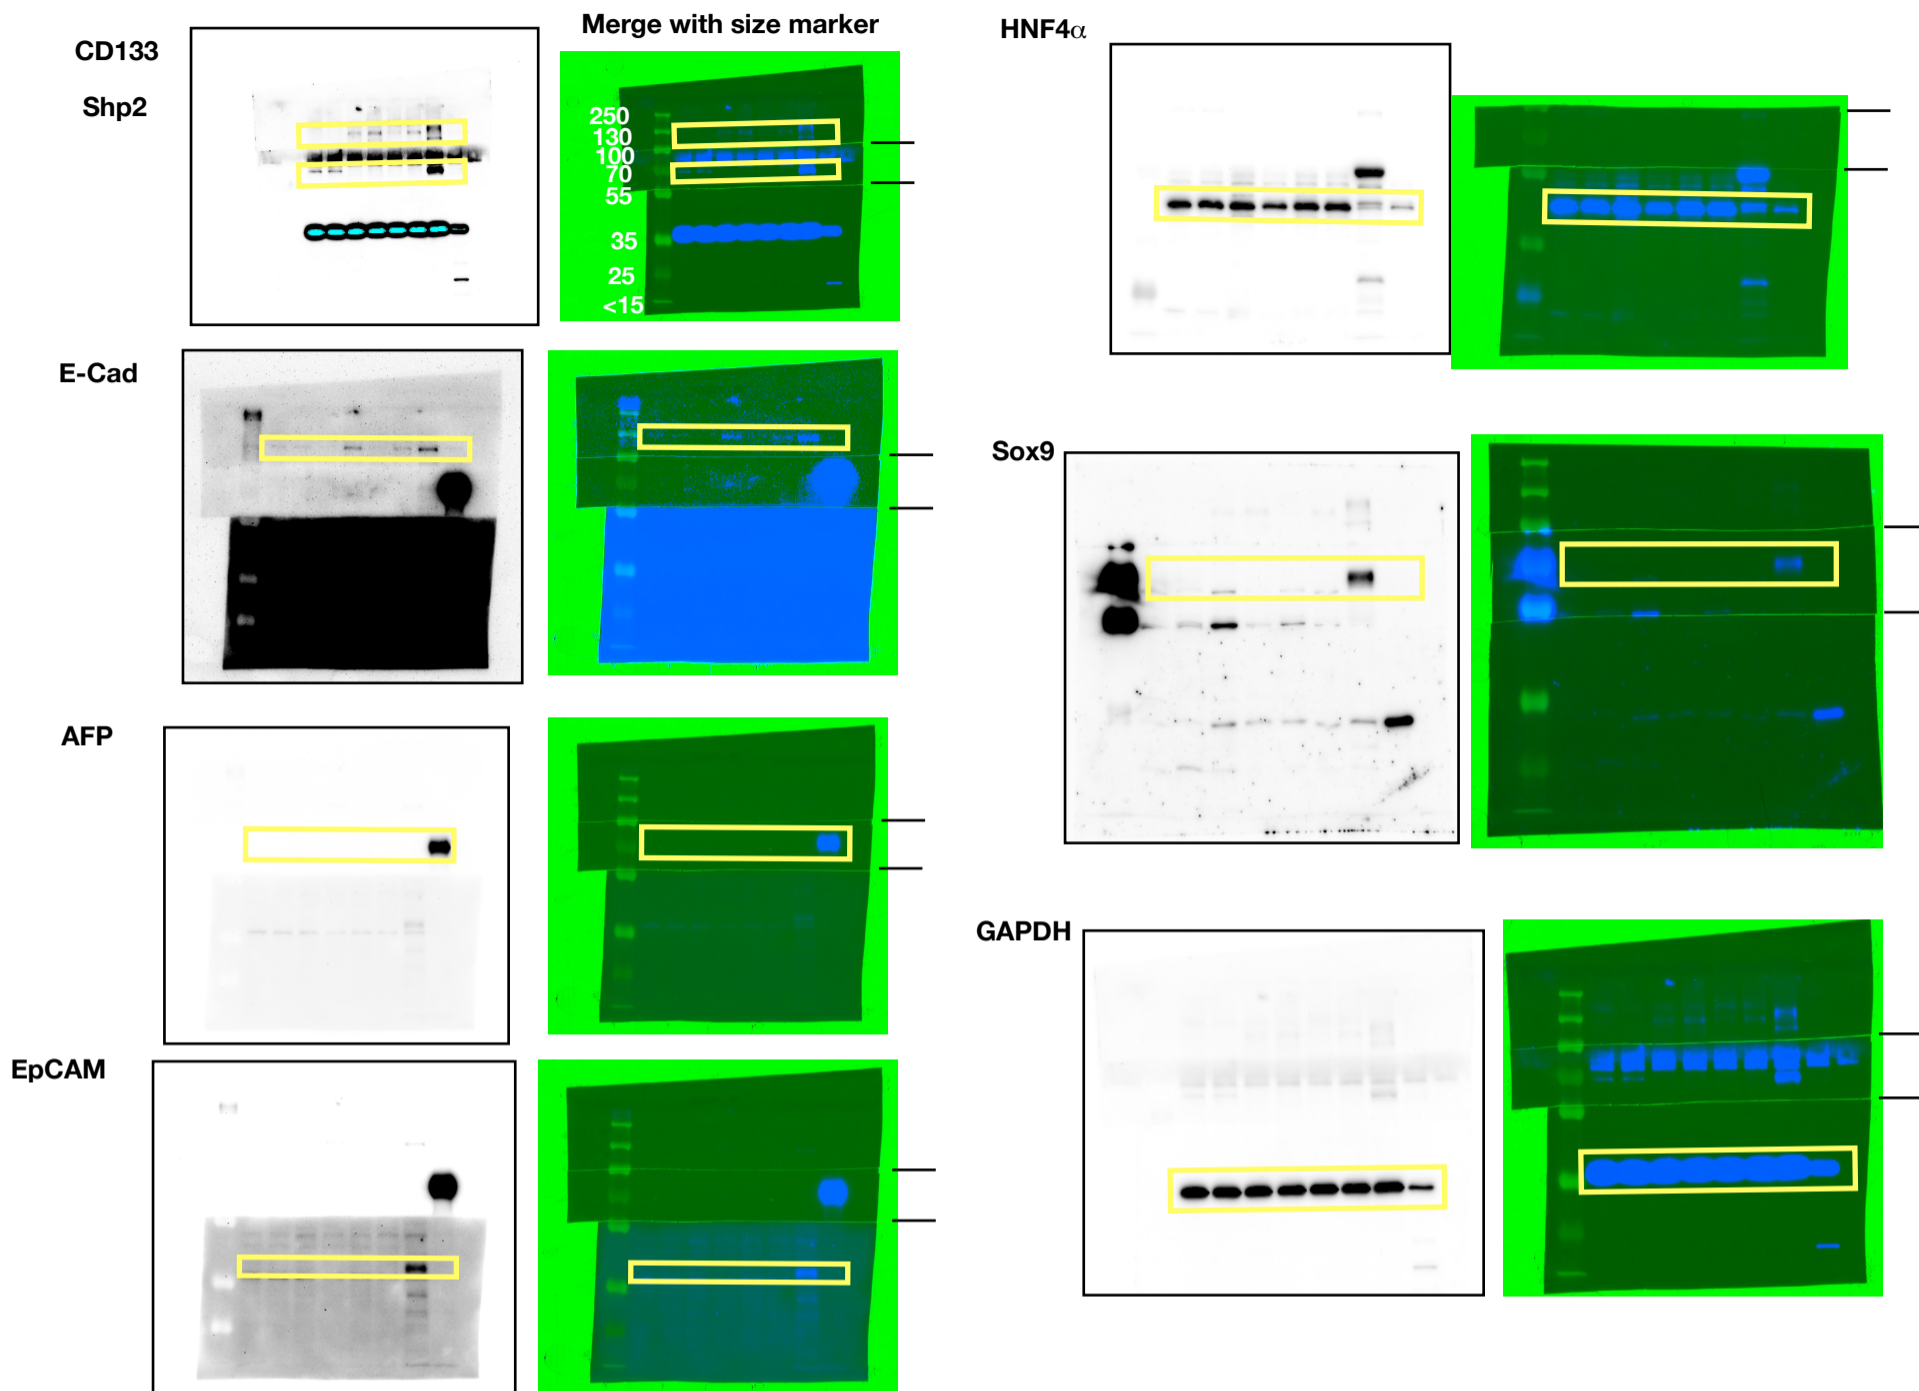 Merge with size marker
CD133
Shp2
250
130
100
70
55
35
25
<15
E-Cad
AFP
EpCAM
HNF4α
Sox9
GAPDH